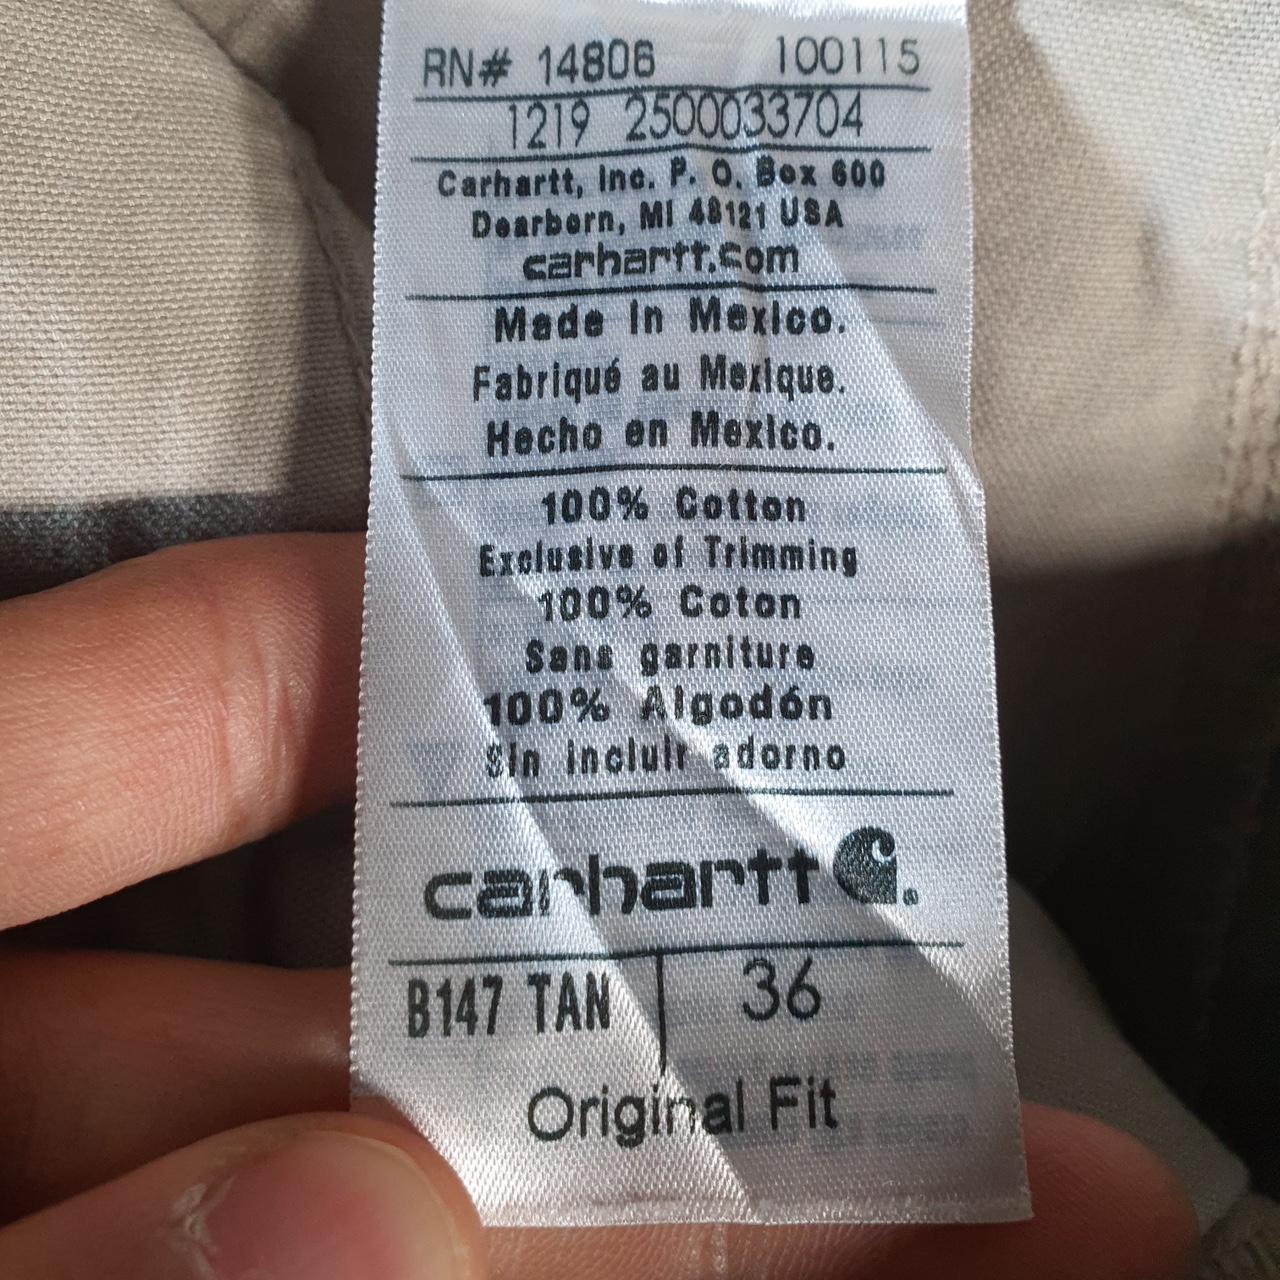 RN# 14806 100115
1219 2500033704
Carhartt, Inc. P. O. Box 600
Dearborn, MI 48121 USA
carhartt.com
Made in Mexico.
Fabriqué au Mexique.
Hecho en Mexico.
100% Cotton
Exclusive of Trimming
100% Coton
Sans garniture
100% Algodón
Sin incluir adorno
carhartt
B147 TAN 36
Original Fit